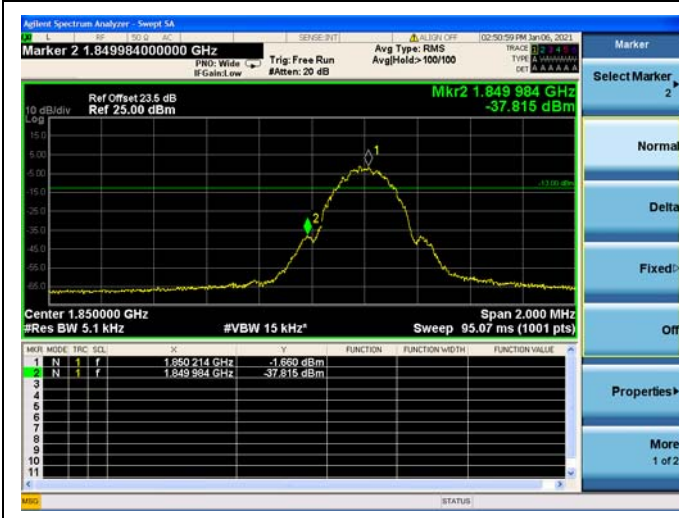 Agilent Spectrum Analyzer - Swept SA
L RF 50 Ω AC SENSE:INT ALIGN OFF 02:50:59 PM Jan 06, 2021
Marker 2 1.849984000000 GHz
PNO: Wide
IFGain:Low
Trig: Free Run
#Atten: 20 dB
Avg Type: RMS
Avg|Hold:>100/100
TRACE 1 2 3 4 5 6
TYPE A
DET A A A A A A
Ref Offset 23.5 dB
Ref 25.00 dBm
10 dB/div
Log
Mkr2 1.849 984 GHz
-37.815 dBm
15.0
5.00
-5.00
-15.0
-25.0
-35.0
-45.0
-55.0
-65.0
1
2
-13.00 dBm
Center 1.850000 GHz
Span 2.000 MHz
#Res BW 5.1 kHz
#VBW 15 kHz*
Sweep 95.07 ms (1001 pts)
MKR MODE TRC SCL X Y FUNCTION FUNCTION WIDTH FUNCTION VALUE
1 N 1 f 1.850 214 GHz -1.660 dBm
2 N 1 f 1.849 984 GHz -37.815 dBm
3
4
5
6
7
8
9
10
11
MSG
STATUS
Marker
Select Marker
2
Normal
Delta
Fixed
Off
Properties
More
1 of 2